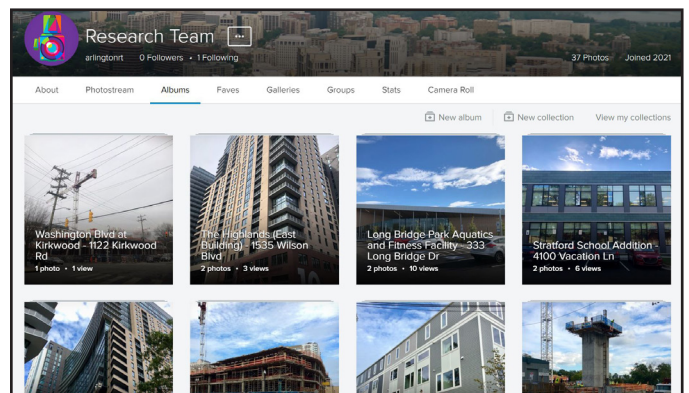 Research Team
arlingtonrt 0 Followers • 1 Following
37 Photos Joined 2021
About Photostream Albums Faves Galleries Groups Stats Camera Roll
New album New collection View my collections
Washington Blvd at
Kirkwood - 1122 Kirkwood
Rd
1 photo • 1 view
The Highlands (East
Building) - 1535 Wilson
Blvd
2 photos • 3 views
Long Bridge Park Aquatics
and Fitness Facility - 333
Long Bridge Dr
2 photos • 10 views
Stratford School Addition -
4100 Vacation Ln
2 photos • 6 views